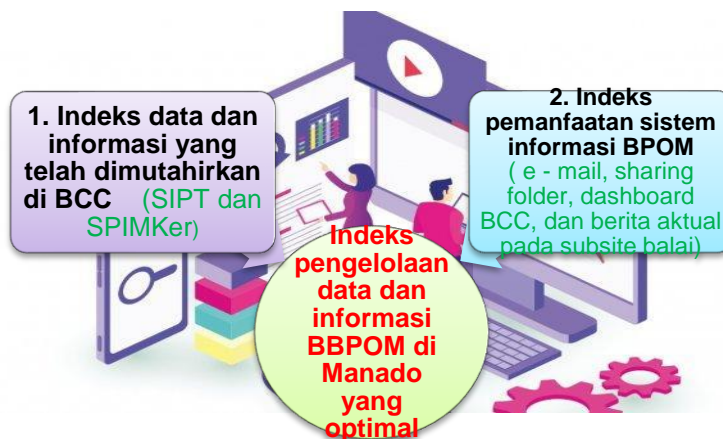 1. Indeks data dan
informasi yang
telah dimutahirkan
di BCC (SIPT dan
SPIMKer)
2. Indeks
pemanfaatan sistem
informasi BPOM
( e - mail, sharing
folder, dashboard
BCC, dan berita aktual
pada subsite balai)
Indeks
pengelolaan
data dan
informasi
BBPOM di
Manado
yang
optimal